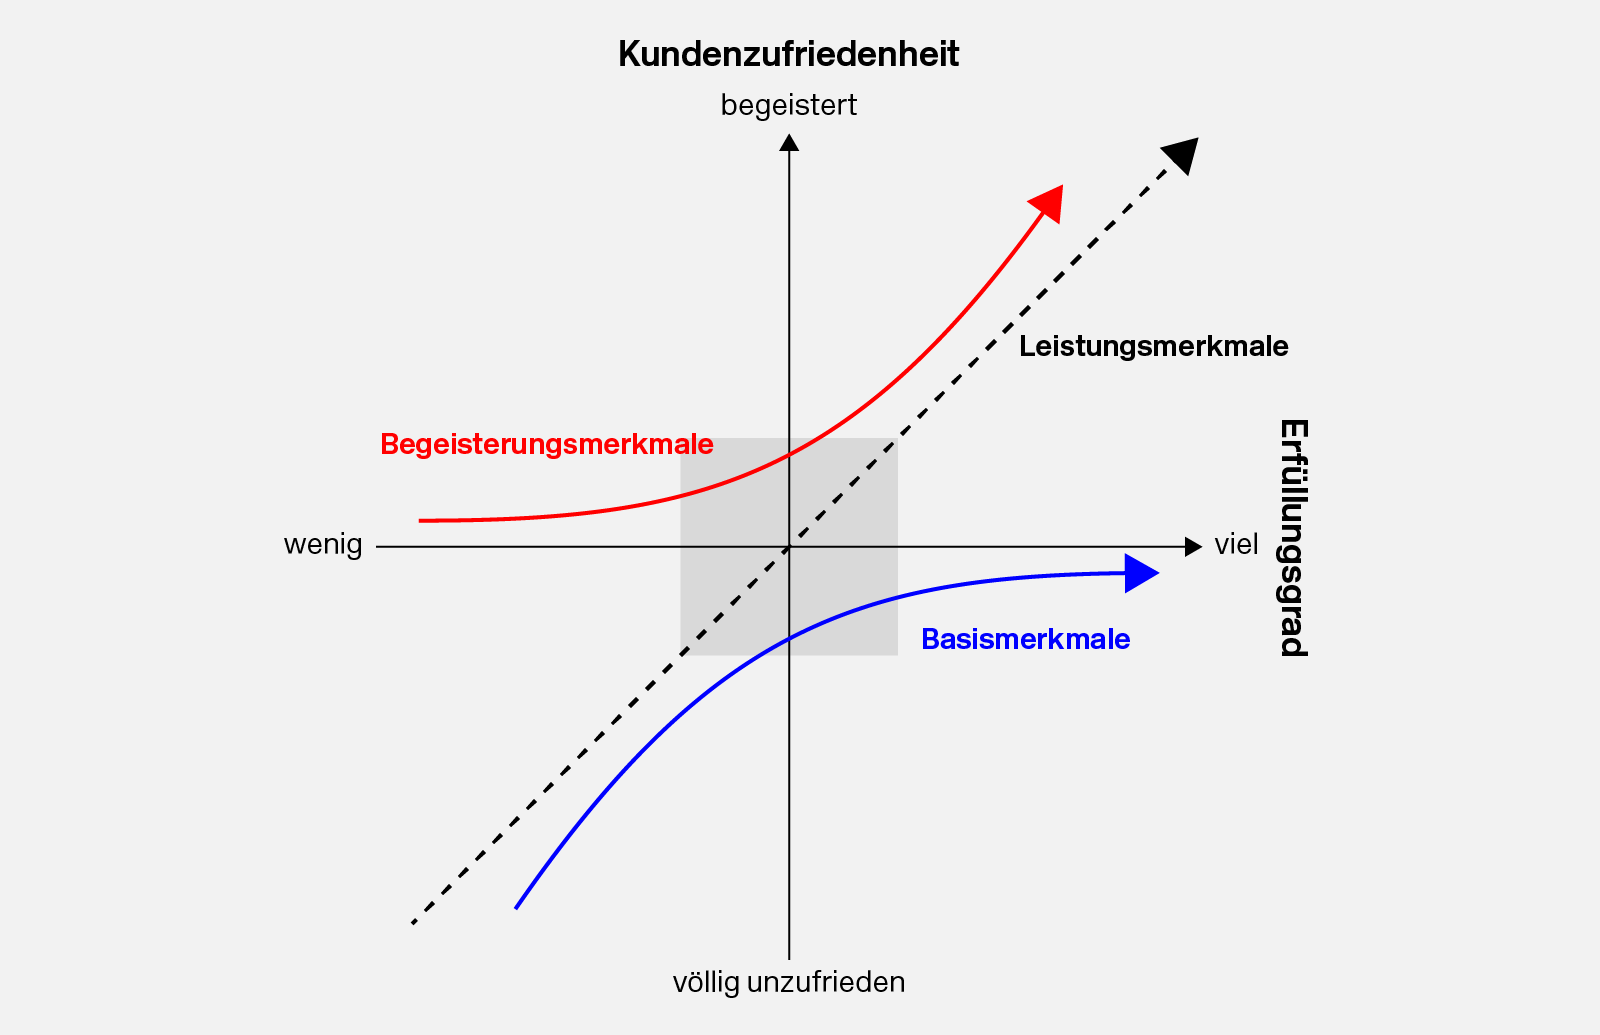 Kundenzufriedenheit
begeistert
Leistungsmerkmale
Begeisterungsmerkmale
wenig
viel
Erfüllungsgrad
Basismerkmale
völlig unzufrieden